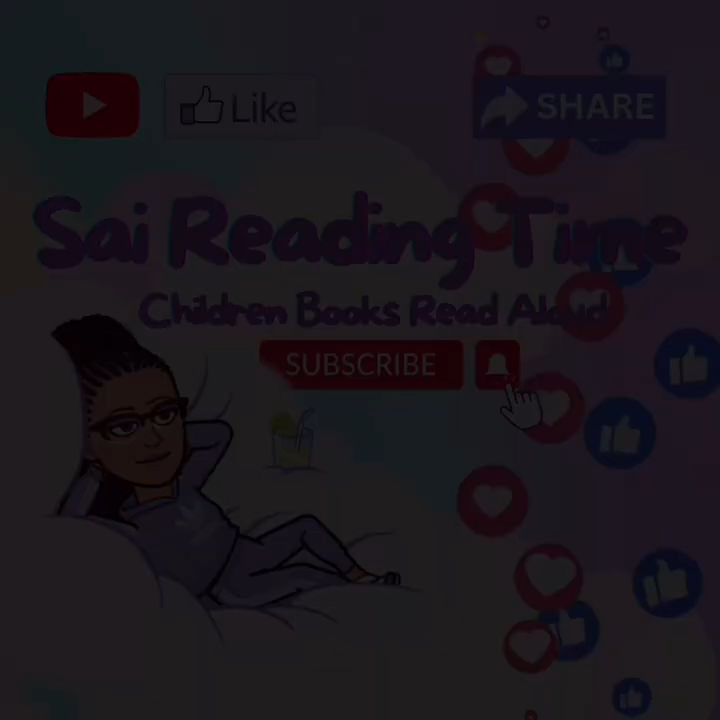 Like
SHARE
Sai Reading Time
Children Books Read Aloud
SUBSCRIBE